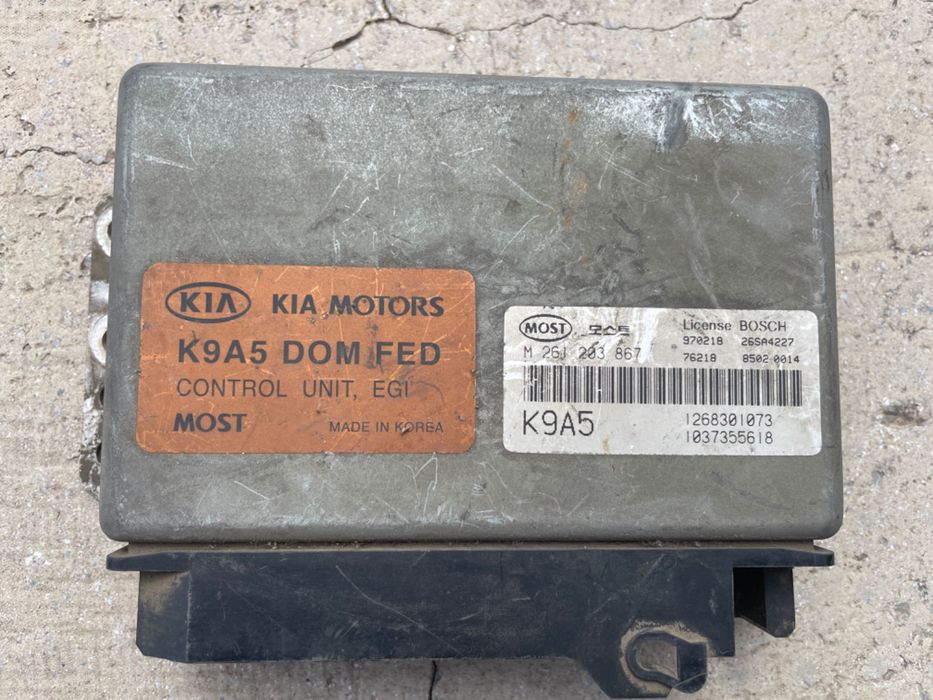 KIA KIA MOTORS
K9A5 DOM FED
CONTROL UNIT, EGI
MOST MADE IN KOREA
MOST 모스트 License BOSCH
970218 26SA4227
M 26J 203 867
76218 8502 0014
K9A5
1268301073
1037355618